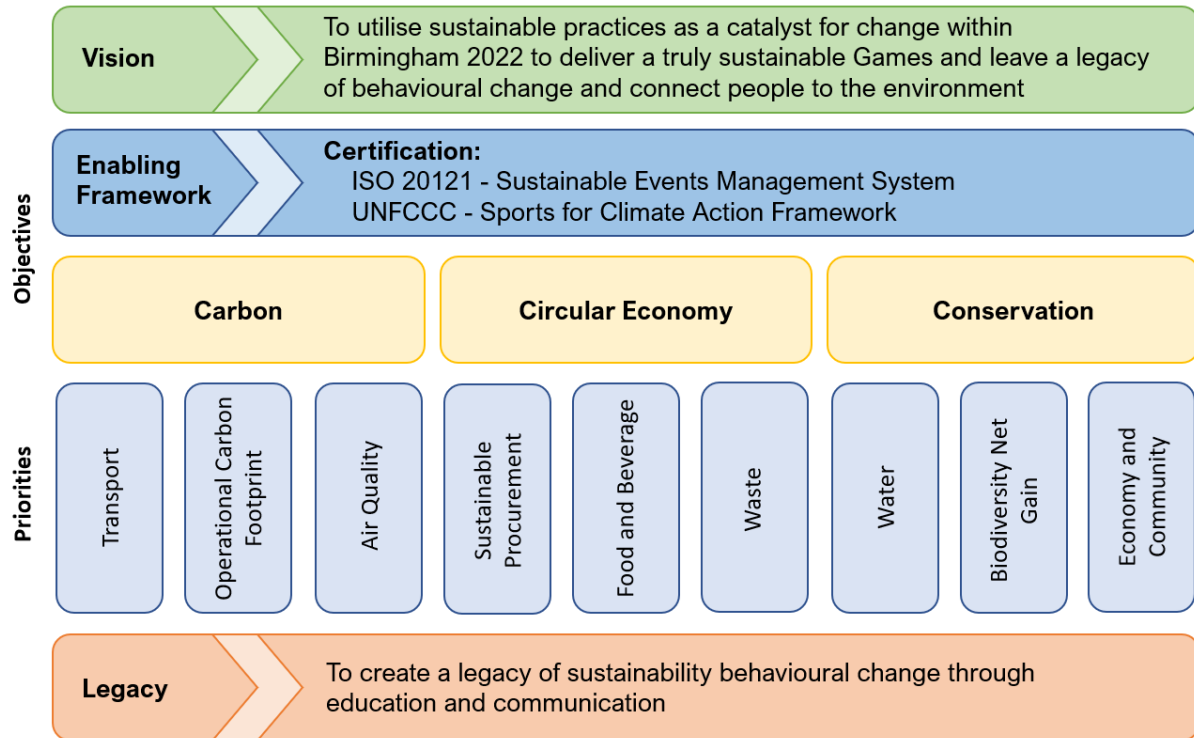 Vision
To utilise sustainable practices as a catalyst for change within
Birmingham 2022 to deliver a truly sustainable Games and leave a legacy
of behavioural change and connect people to the environment
Enabling
Framework
Certification:
ISO 20121 - Sustainable Events Management System
UNFCCC - Sports for Climate Action Framework
Objectives
Carbon
Circular Economy
Conservation
Priorities
Transport
Operational Carbon
Footprint
Air Quality
Sustainable
Procurement
Food and Beverage
Waste
Water
Biodiversity Net
Gain
Economy and
Community
Legacy
To create a legacy of sustainability behavioural change through
education and communication